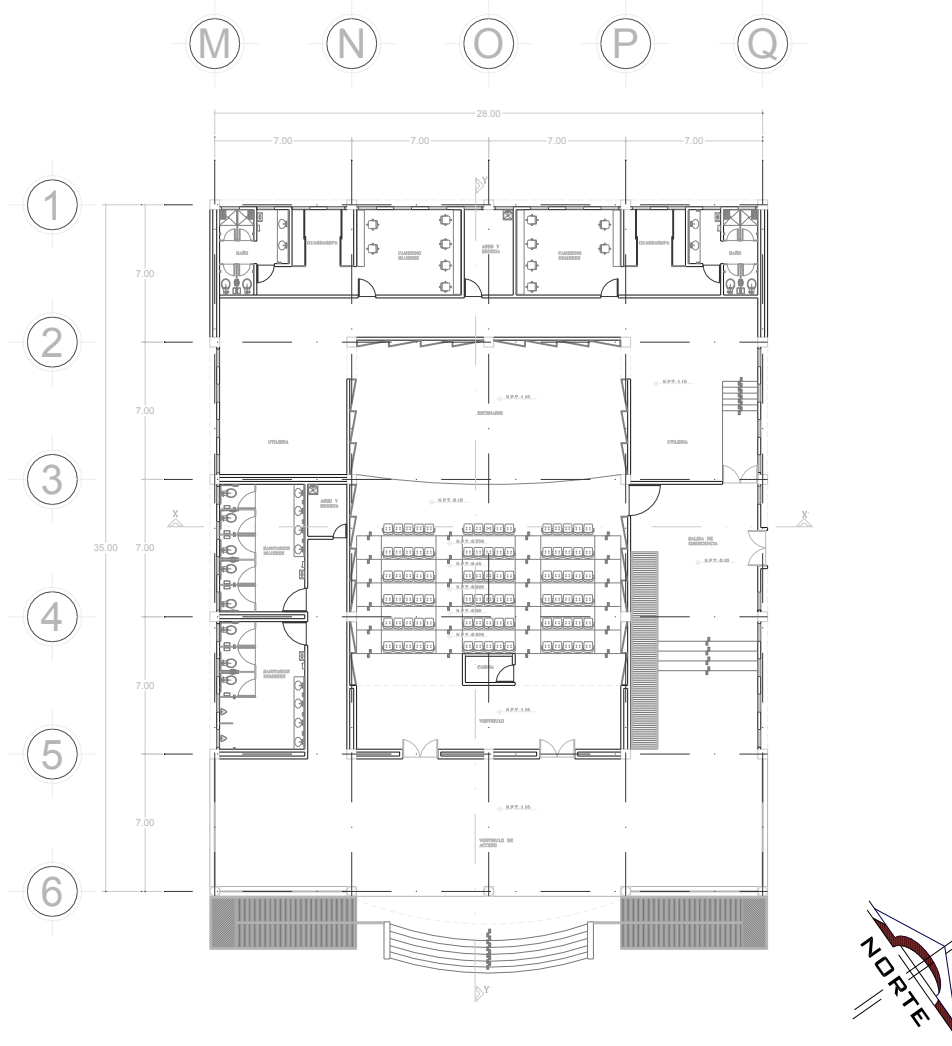 M N O P Q
28.00
7.00 7.00 7.00 7.00
Y
1
BAÑO
GUARDAROPA
CAMERINO
MUJERES
ASEO Y
BODEGA
CAMERINO
HOMBRES
GUARDAROPA
BAÑO
7.00
2
N.P.T.
N.P.T.
ESCENARIO
7.00
UTILERIA
UTILERIA
3
ASEO Y
BODEGA
N.P.T.
X
X'
35.00
7.00
SANITARIOS
MUJERES
SALIDA DE
EMERGENCIA
N.P.T.
N.P.T.
N.P.T.
N.P.T.
N.P.T.
4
N.P.T.
CABINA
SANITARIOS
HOMBRES
7.00
N.P.T.
VESTIBULO
5
N.P.T.
7.00
VESTIBULO DE
ACCESO
6
NORTE
Y'